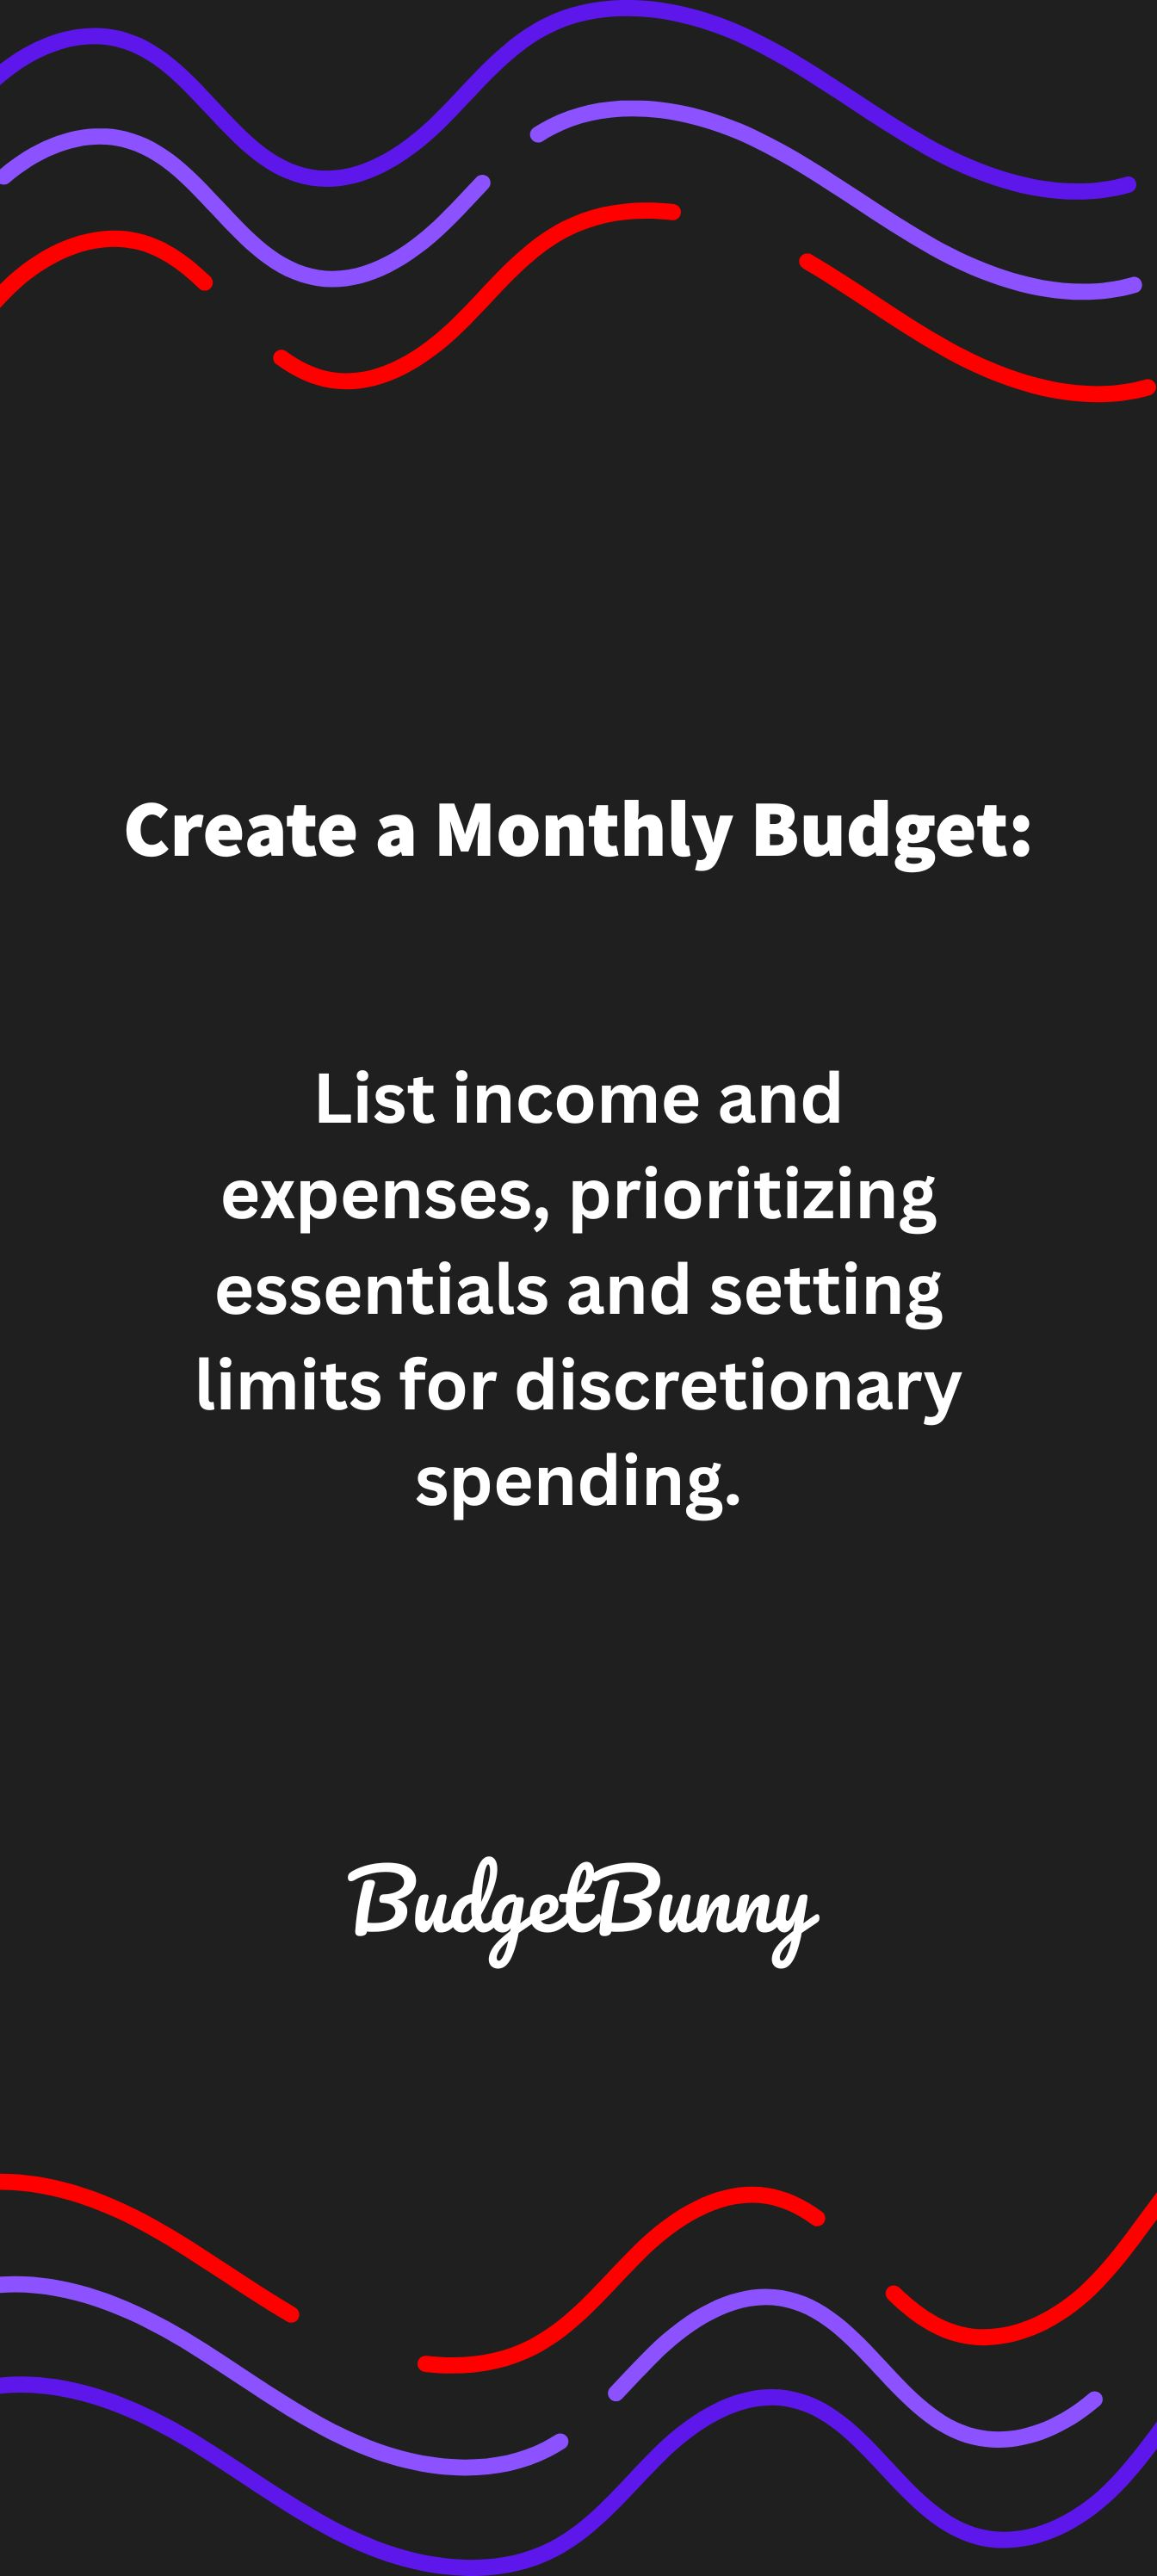 Create a Monthly Budget:
List income and
expenses, prioritizing
essentials and setting
limits for discretionary
spending.
BudgetBunny